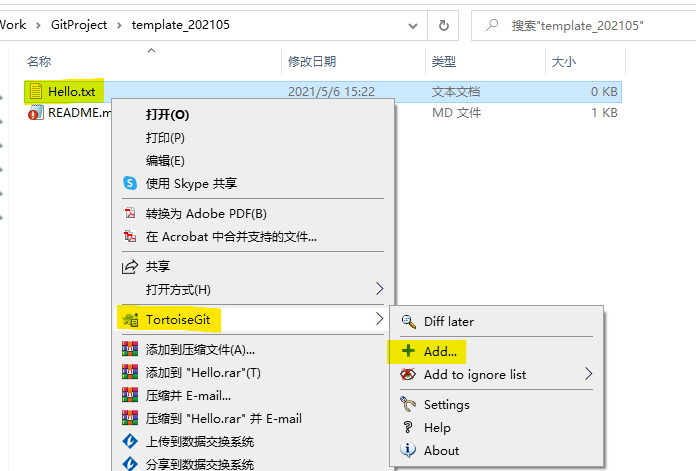 Work › GitProject › template_202105
搜索"template_202105"
名称 修改日期 类型 大小
Hello.txt 2021/5/6 15:22 文本文档 0 KB
README.m MD 文件 1 KB
打开(O)
打印(P)
编辑(E)
使用 Skype 共享
转换为 Adobe PDF(B)
在 Acrobat 中合并支持的文件...
共享
打开方式(H)
TortoiseGit
添加到压缩文件(A)...
添加到 "Hello.rar"(T)
压缩并 E-mail...
压缩到 "Hello.rar" 并 E-mail
上传到数据交换系统
分享到数据交换系统
Diff later
Add...
Add to ignore list
Settings
Help
About